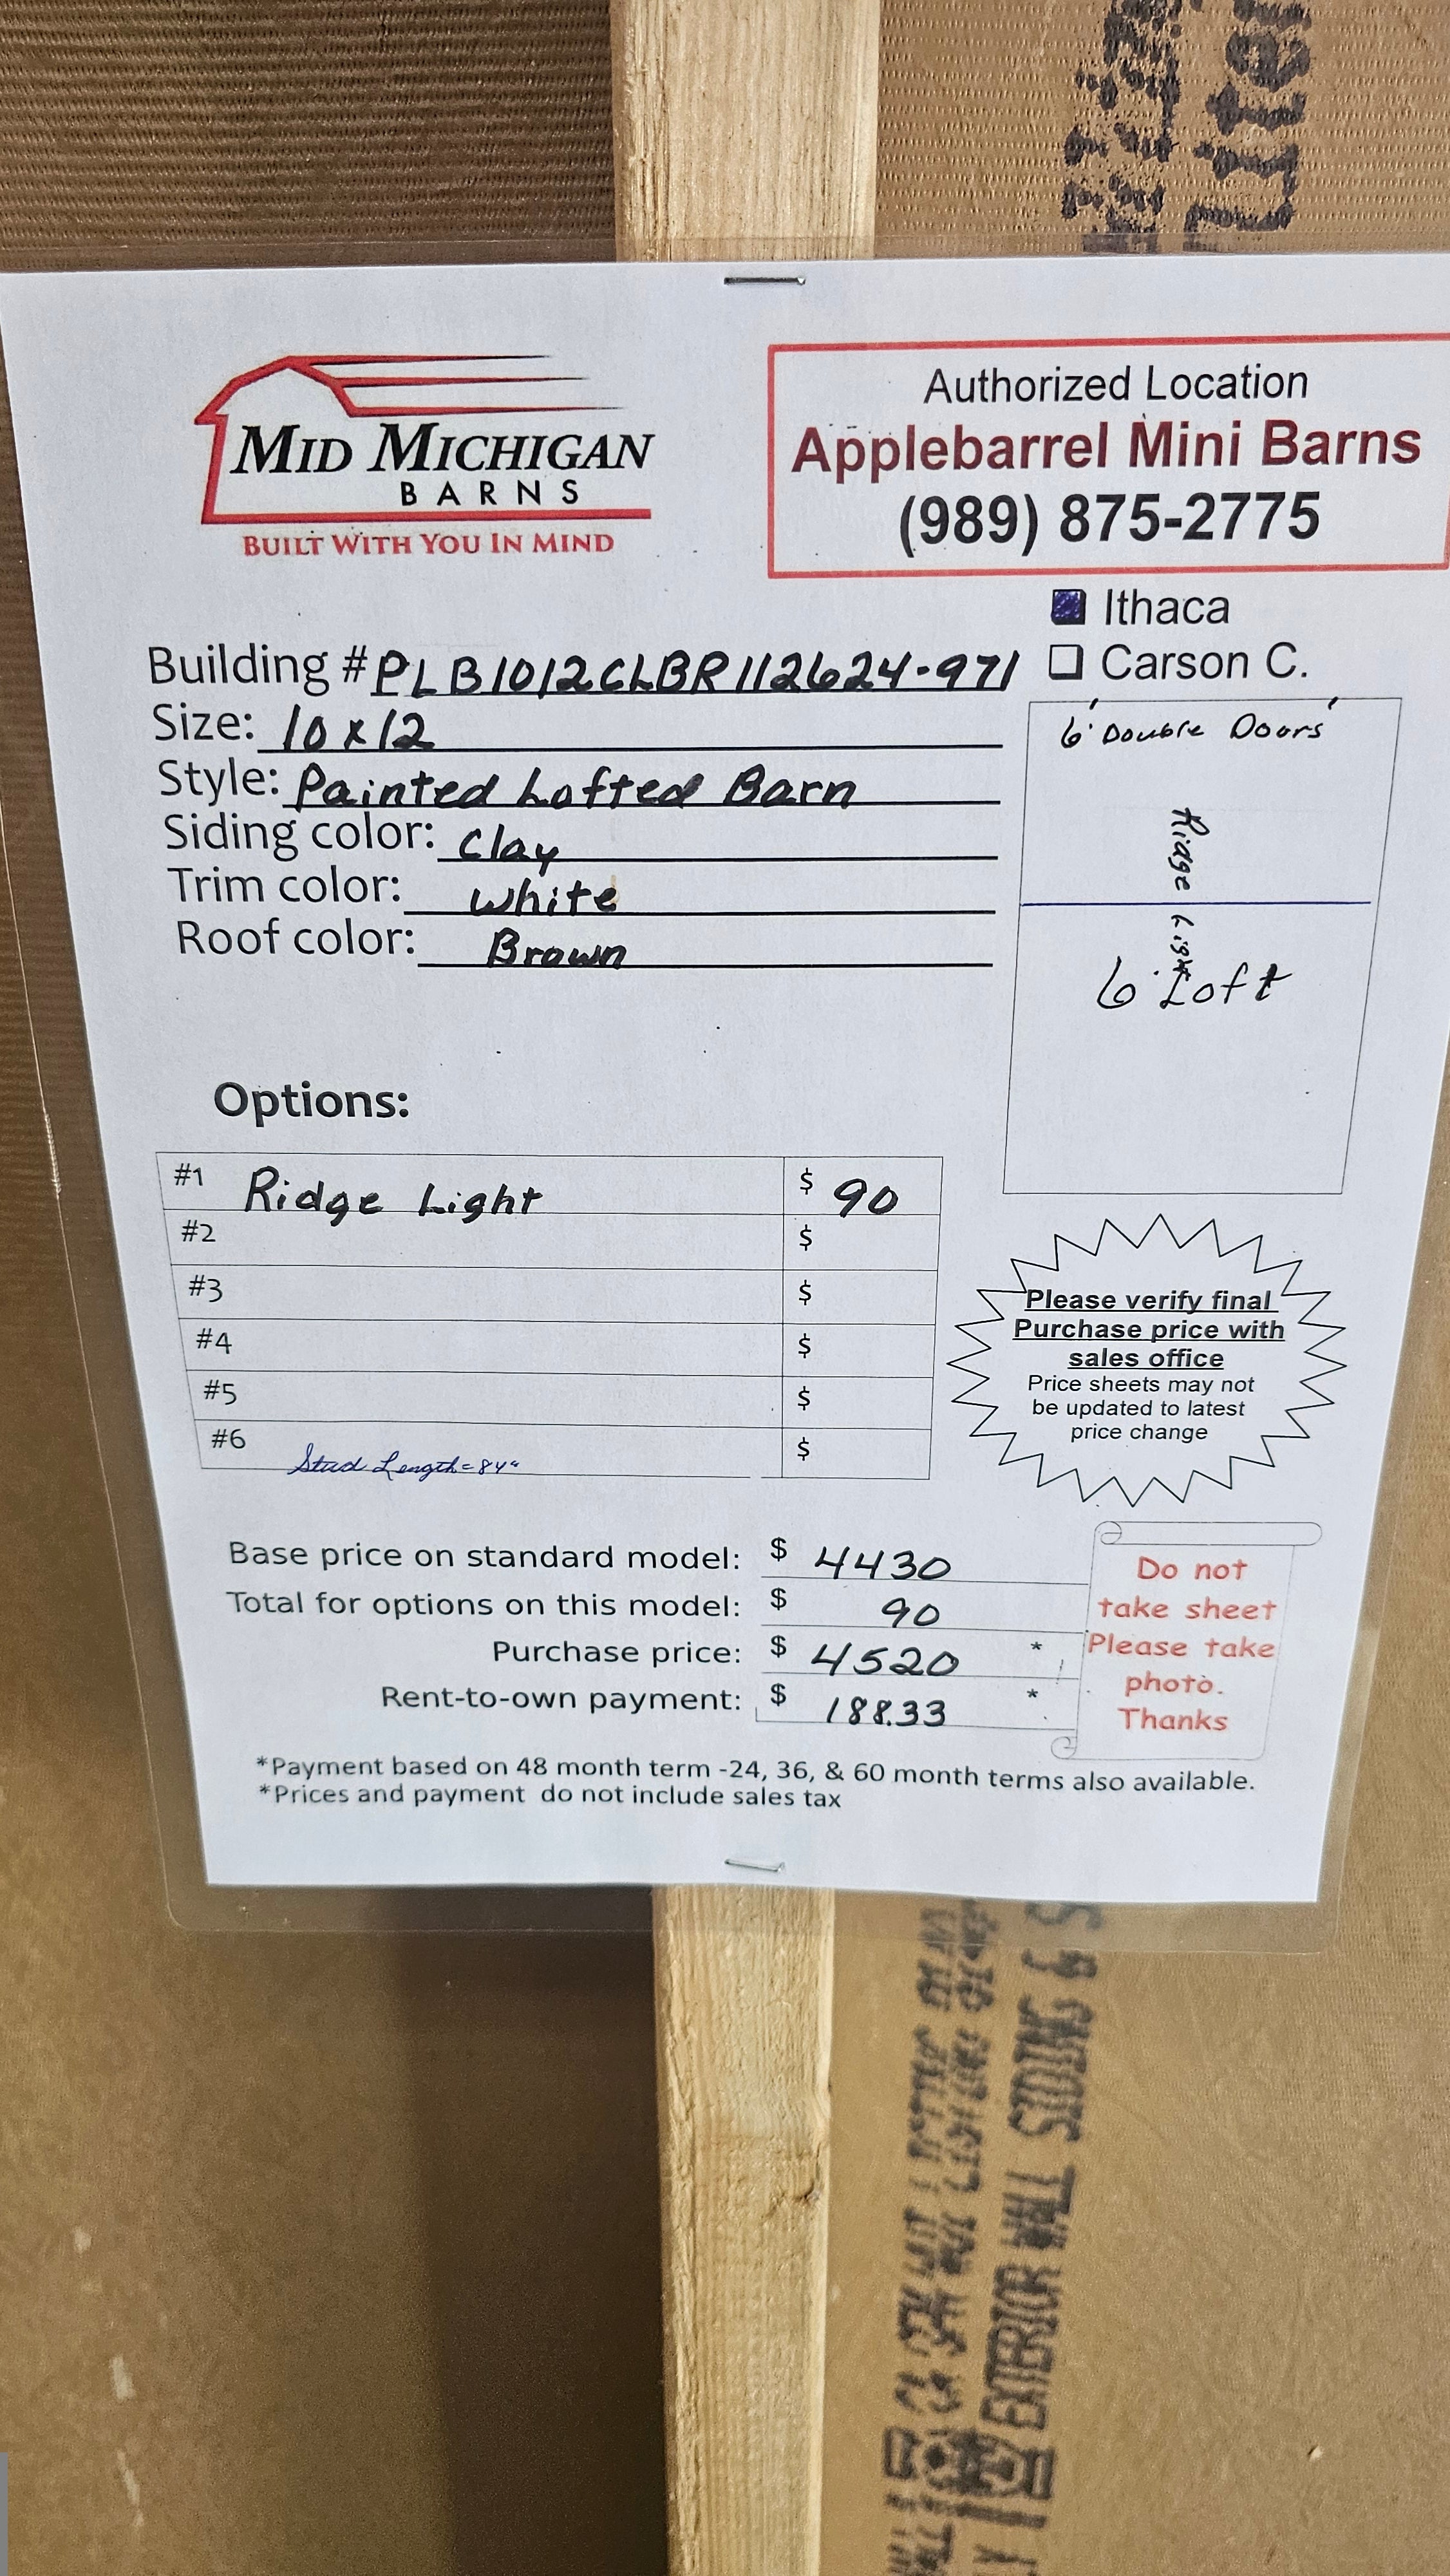 Liter
MID MICHIGAN
BARNS
BUILT WITH YOU IN MIND
Authorized Location
Applebarrel Mini Barns
(989) 875-2775
Ithaca
Carson C.
Building # PLB1012CLBR112624-971
Size: 10x12
Style: Painted Lofted Barn
Siding color: Clay
Trim color: White
Roof color: Brown
6' Double Doors
Ridge Light
6' Loft
Options:
#1 Ridge Light $ 90
#2 $
#3 $
#4 $
#5 $
#6 Stud Length=84" $
Please verify final
Purchase price with
sales office
Price sheets may not
be updated to latest
price change
Base price on standard model: $ 4430
Total for options on this model: $ 90
Purchase price: $ 4520 *
Rent-to-own payment: $ 188.33 *
Do not
take sheet
Please take
photo.
Thanks
*Payment based on 48 month term -24, 36, & 60 month terms also available.
*Prices and payment do not include sales tax
EXTERIOR WALL SIDING & S